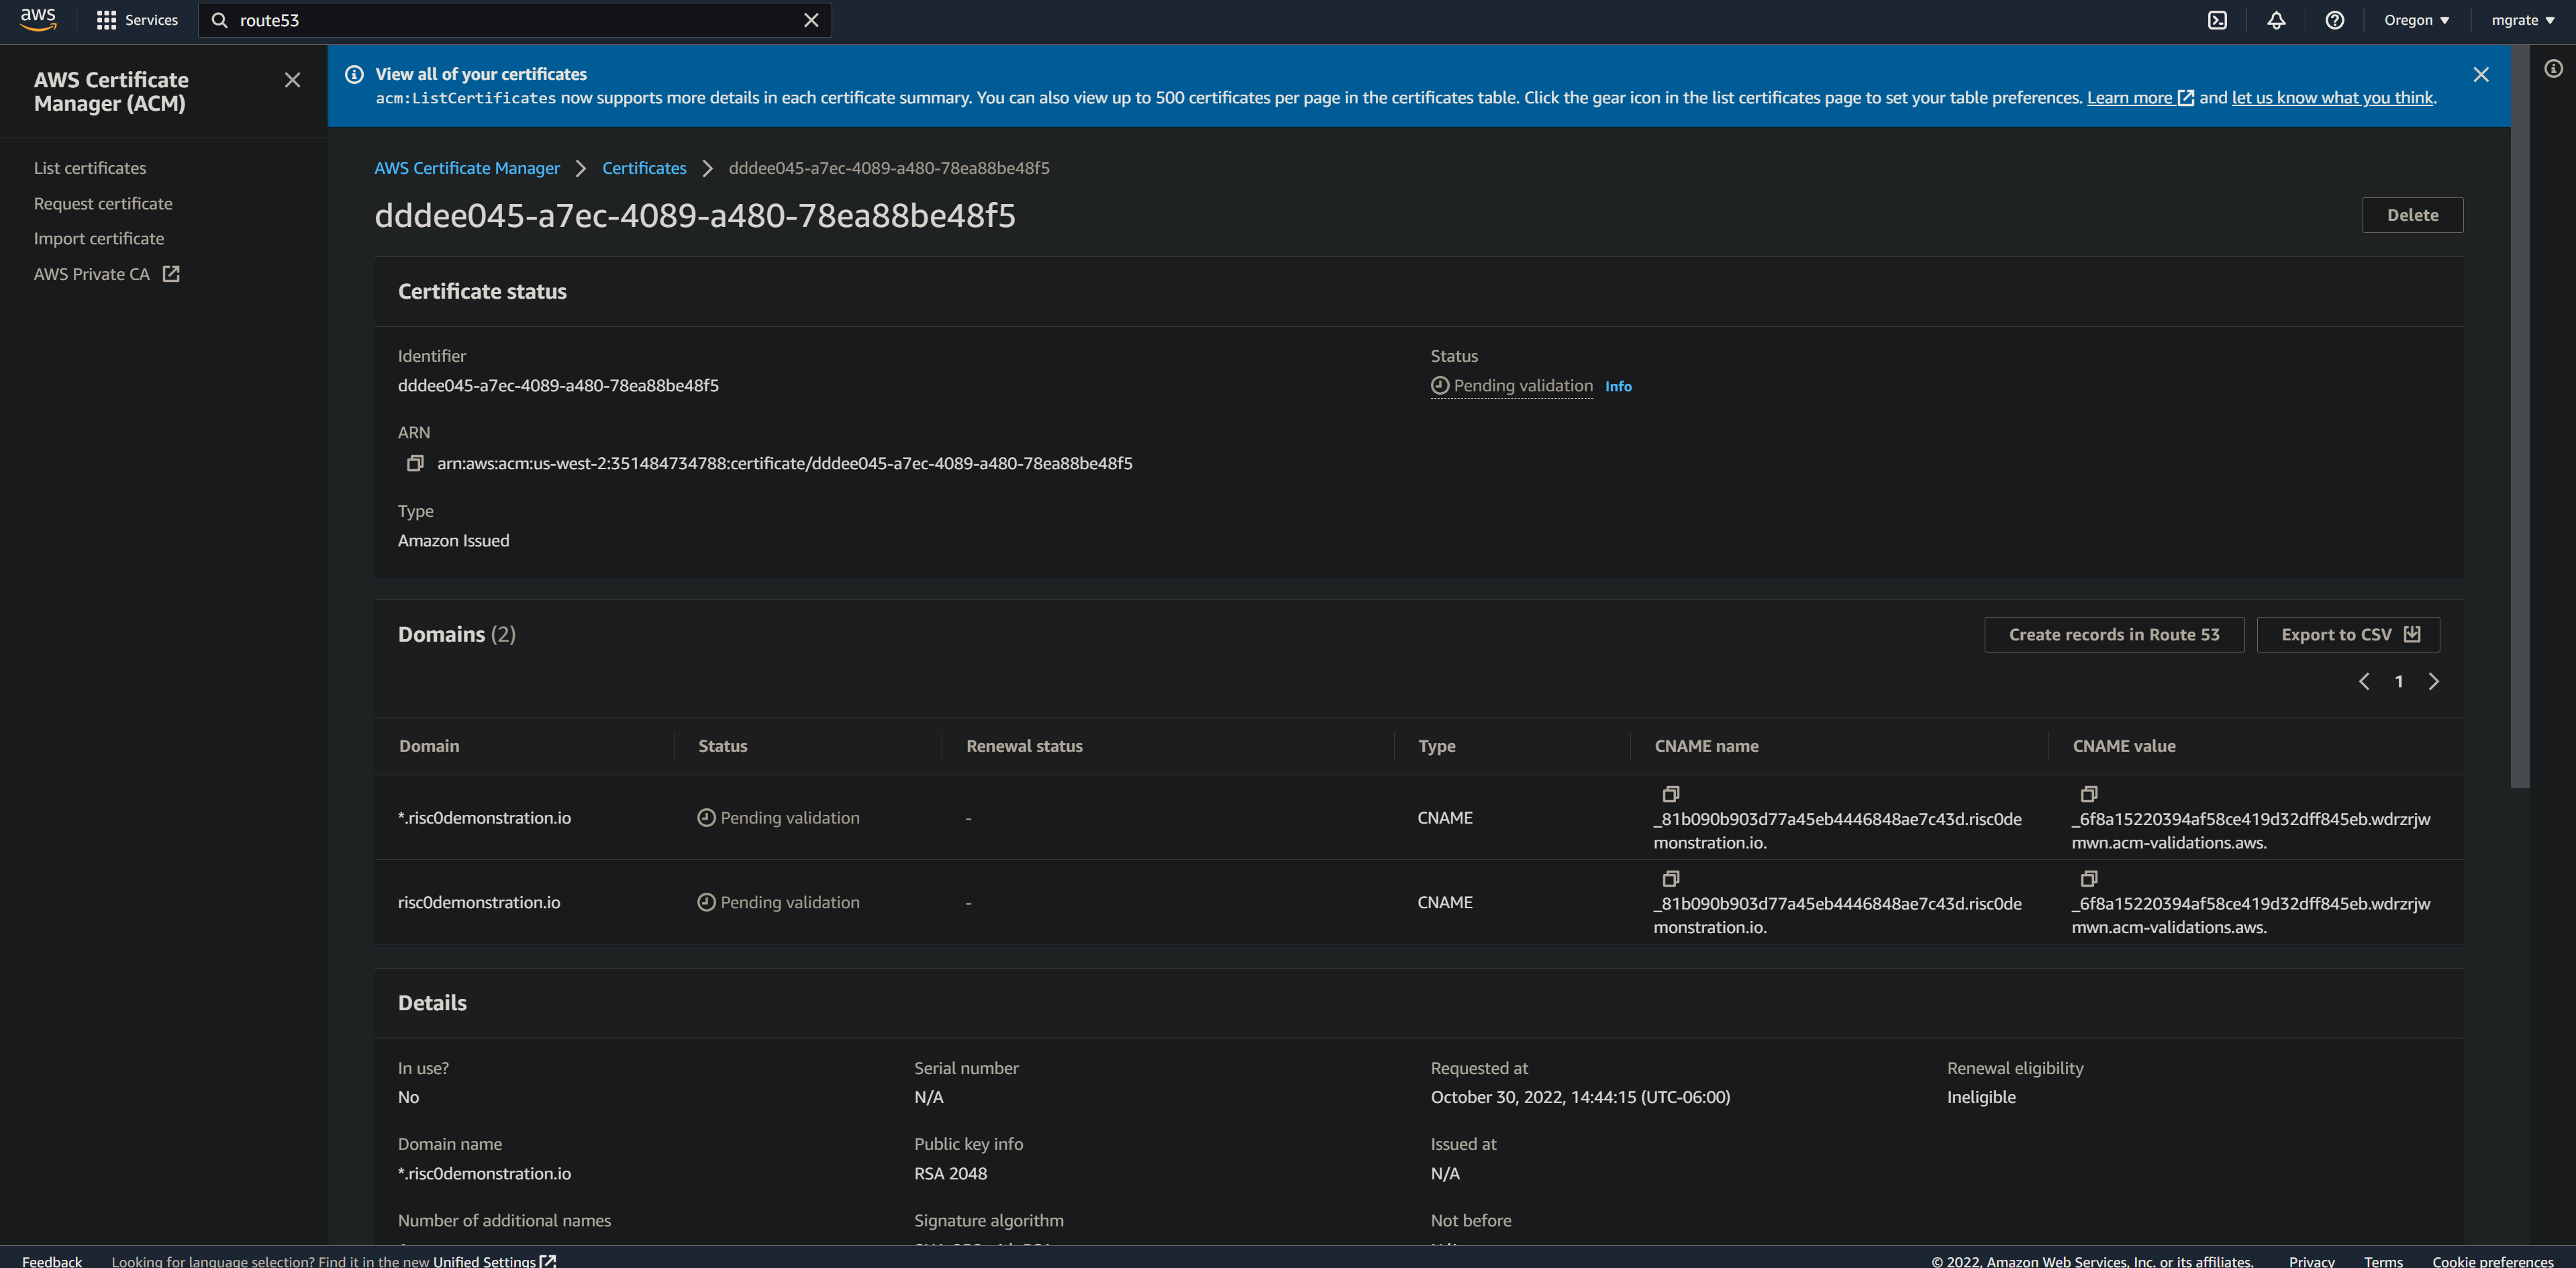 aws Services route53 Oregon mgrate
AWS Certificate
Manager (ACM)
List certificates
Request certificate
Import certificate
AWS Private CA
View all of your certificates
acm:ListCertificates now supports more details in each certificate summary. You can also view up to 500 certificates per page in the certificates table. Click the gear icon in the list certificates page to set your table preferences. Learn more and let us know what you think.
AWS Certificate Manager Certificates dddee045-a7ec-4089-a480-78ea88be48f5
dddee045-a7ec-4089-a480-78ea88be48f5
Delete
Certificate status
Identifier
dddee045-a7ec-4089-a480-78ea88be48f5
Status
Pending validation Info
ARN
arn:aws:acm:us-west-2:351484734788:certificate/dddee045-a7ec-4089-a480-78ea88be48f5
Type
Amazon Issued
Domains (2)
Create records in Route 53 Export to CSV
1
Domain Status Renewal status Type CNAME name CNAME value
*.risc0demonstration.io Pending validation - CNAME
_81b090b903d77a45eb4446848ae7c43d.risc0de
monstration.io.
_6f8a15220394af58ce419d32dff845eb.wdrzrjw
mwn.acm-validations.aws.
risc0demonstration.io Pending validation - CNAME
_81b090b903d77a45eb4446848ae7c43d.risc0de
monstration.io.
_6f8a15220394af58ce419d32dff845eb.wdrzrjw
mwn.acm-validations.aws.
Details
In use?
No
Serial number
N/A
Requested at
October 30, 2022, 14:44:15 (UTC-06:00)
Renewal eligibility
Ineligible
Domain name
*.risc0demonstration.io
Public key info
RSA 2048
Issued at
N/A
Number of additional names
Signature algorithm
Not before
Feedback Looking for language selection? Find it in the new Unified Settings
© 2022, Amazon Web Services, Inc. or its affiliates. Privacy Terms Cookie preferences